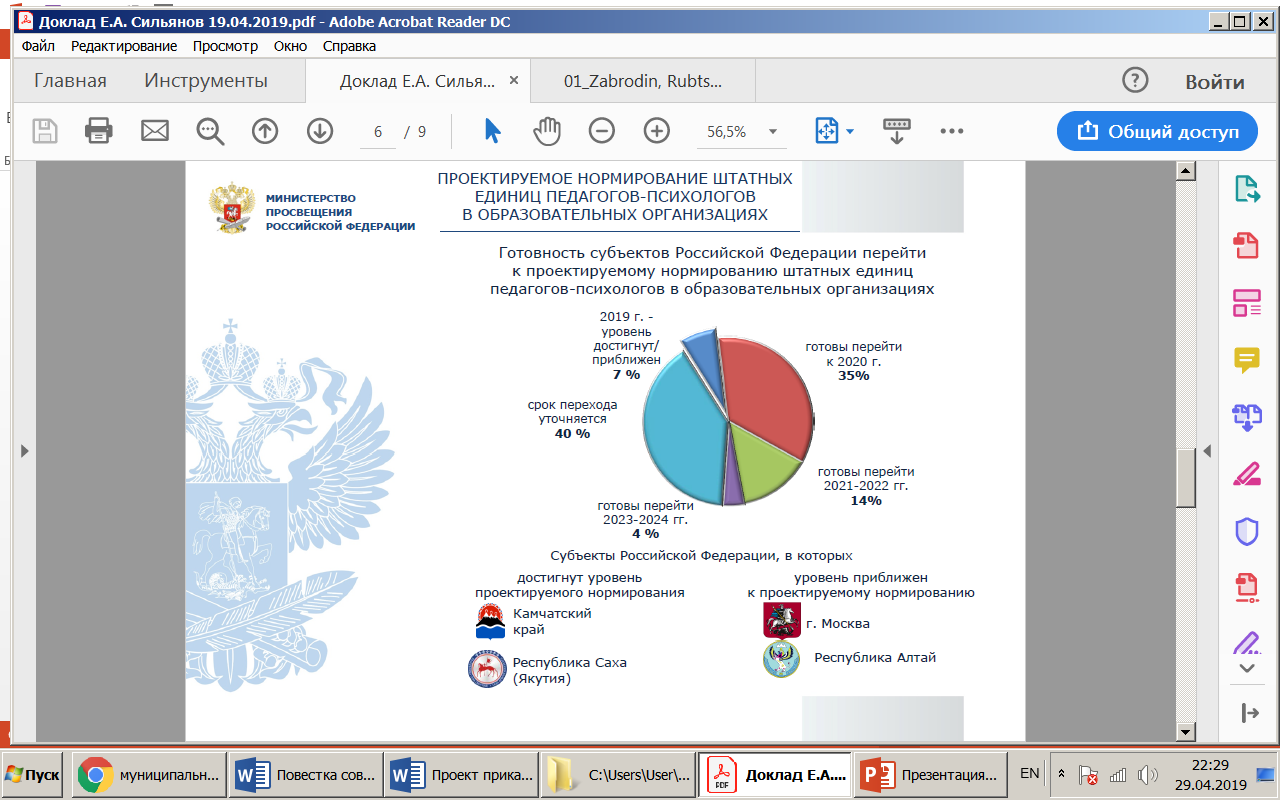 Доклад Е.А. Сильянов 19.04.2019.pdf - Adobe Acrobat Reader DC
Файл Редактирование Просмотр Окно Справка
Главная Инструменты Доклад Е.А. Силья... × 01_Zabrodin, Rubts... Войти
6 / 9 56,5% Общий доступ
МИНИСТЕРСТВО
ПРОСВЕЩЕНИЯ
РОССИЙСКОЙ ФЕДЕРАЦИИ
ПРОЕКТИРУЕМОЕ НОРМИРОВАНИЕ ШТАТНЫХ
ЕДИНИЦ ПЕДАГОГОВ-ПСИХОЛОГОВ
В ОБРАЗОВАТЕЛЬНЫХ ОРГАНИЗАЦИЯХ
Готовность субъектов Российской Федерации перейти
к проектируемому нормированию штатных единиц
педагогов-психологов в образовательных организациях
2019 г. -
уровень
достигнут/
приближен
7 %
готовы перейти
к 2020 г.
35%
срок перехода
уточняется
40 %
готовы перейти
2021-2022 гг.
14%
готовы перейти
2023-2024 гг.
4 %
Субъекты Российской Федерации, в которых
достигнут уровень
проектируемого нормирования
Камчатский
край
Республика Саха
(Якутия)
уровень приближен
к проектируемому нормированию
г. Москва
Республика Алтай
Пуск муниципальн... Повестка сов... Проект прика... C:\Users\User\... Доклад Е.А.... Презентация... EN 22:29
29.04.2019